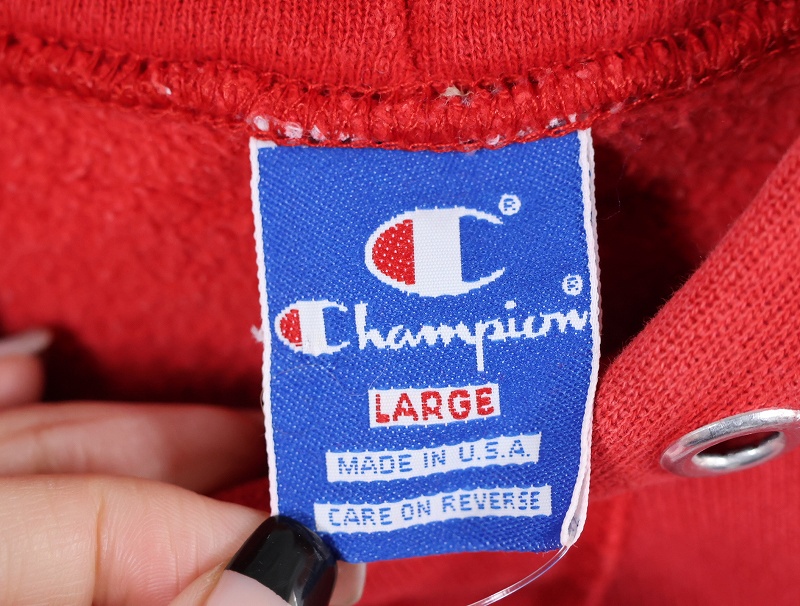 C®
Champion®
LARGE
MADE IN U.S.A.
CARE ON REVERSE